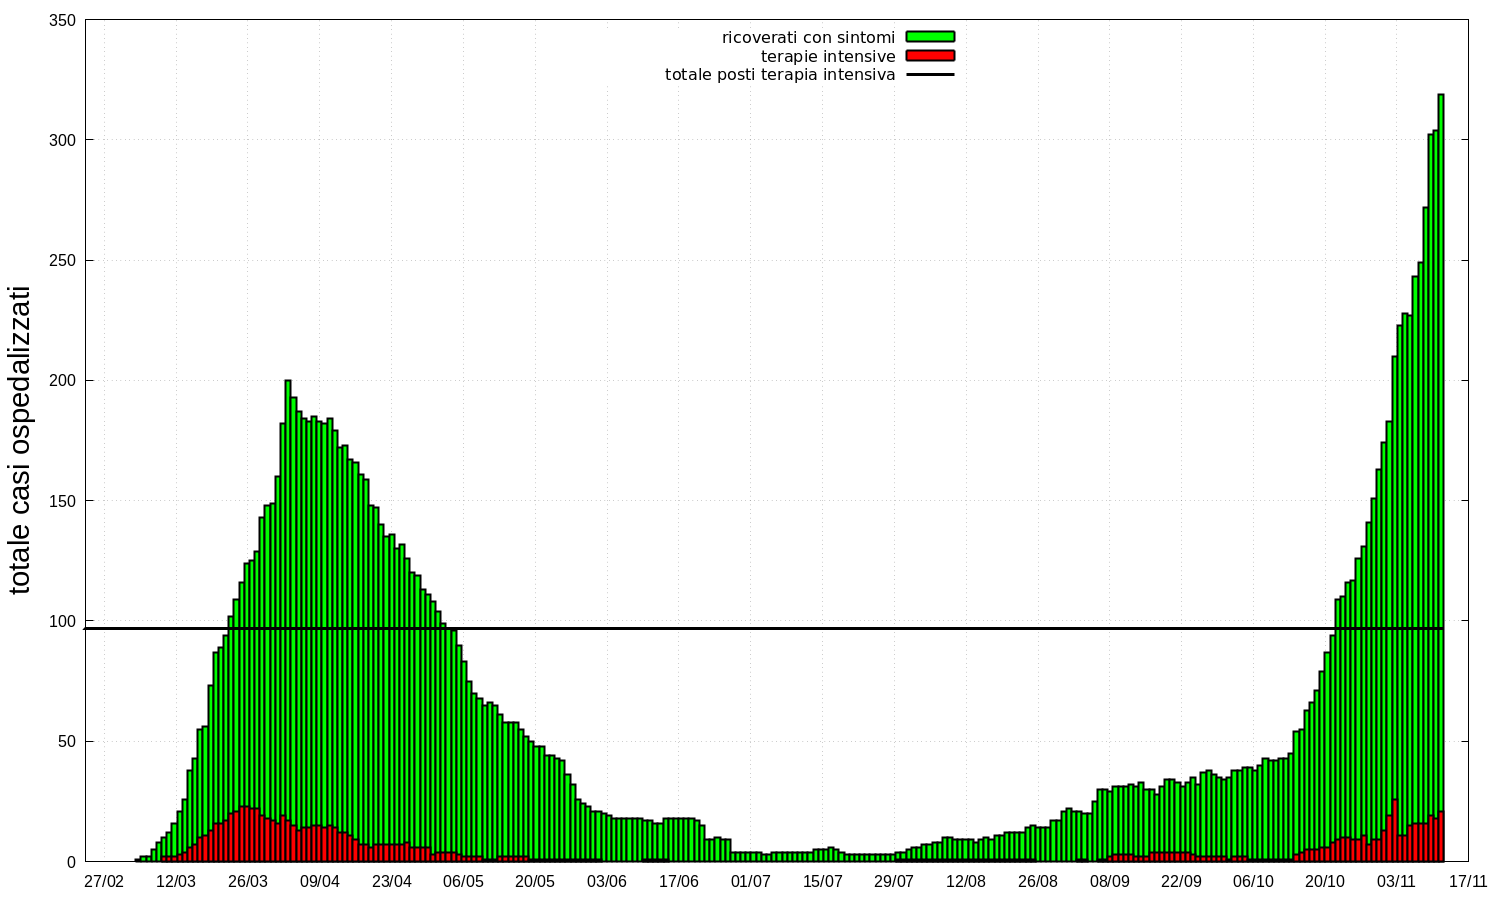 350
300
250
200
150
100
50
0
totale casi ospedalizzati
ricoverati con sintomi
terapie intensive
totale posti terapia intensiva
27/02 12/03 26/03 09/04 23/04 06/05 20/05 03/06 17/06 01/07 15/07 29/07 12/08 26/08 08/09 22/09 06/10 20/10 03/11 17/11